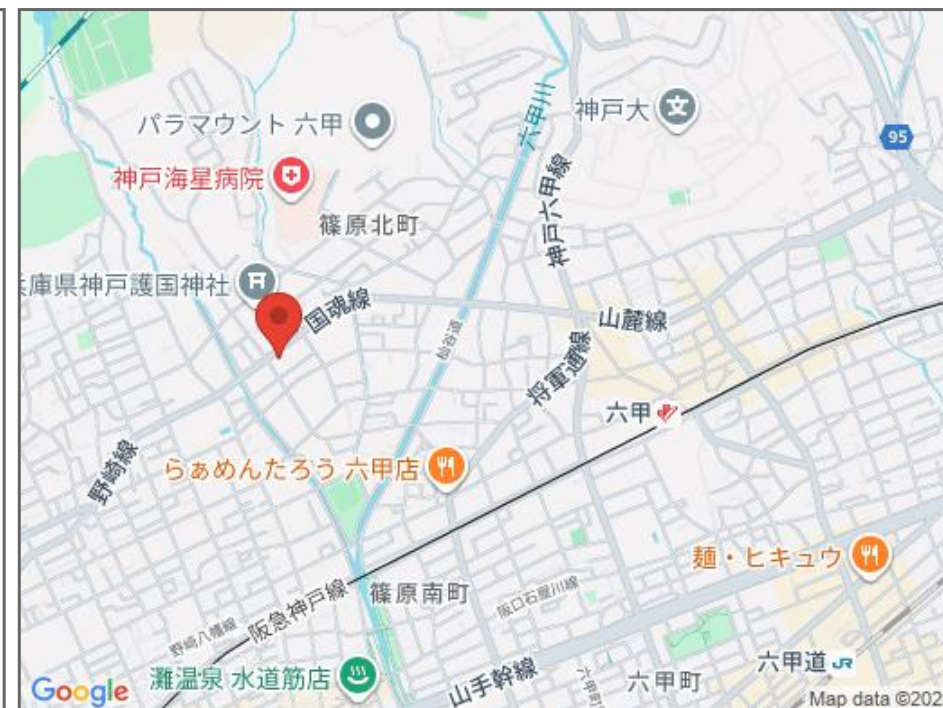 パラマウント 六甲
神戸大
六甲川
95
神戸海星病院
篠原北町
神戸六甲線
兵庫県神戸護国神社
国魂線
山麓線
杣谷道
将軍通線
六甲
野崎線
らぁめんたろう 六甲店
麺・ヒキュウ
篠原南町
阪口石屋川線
野崎八幡線
阪急神戸線
灘温泉 水道筋店
山手幹線
六甲町
六甲道 JR
Google
Map data ©202